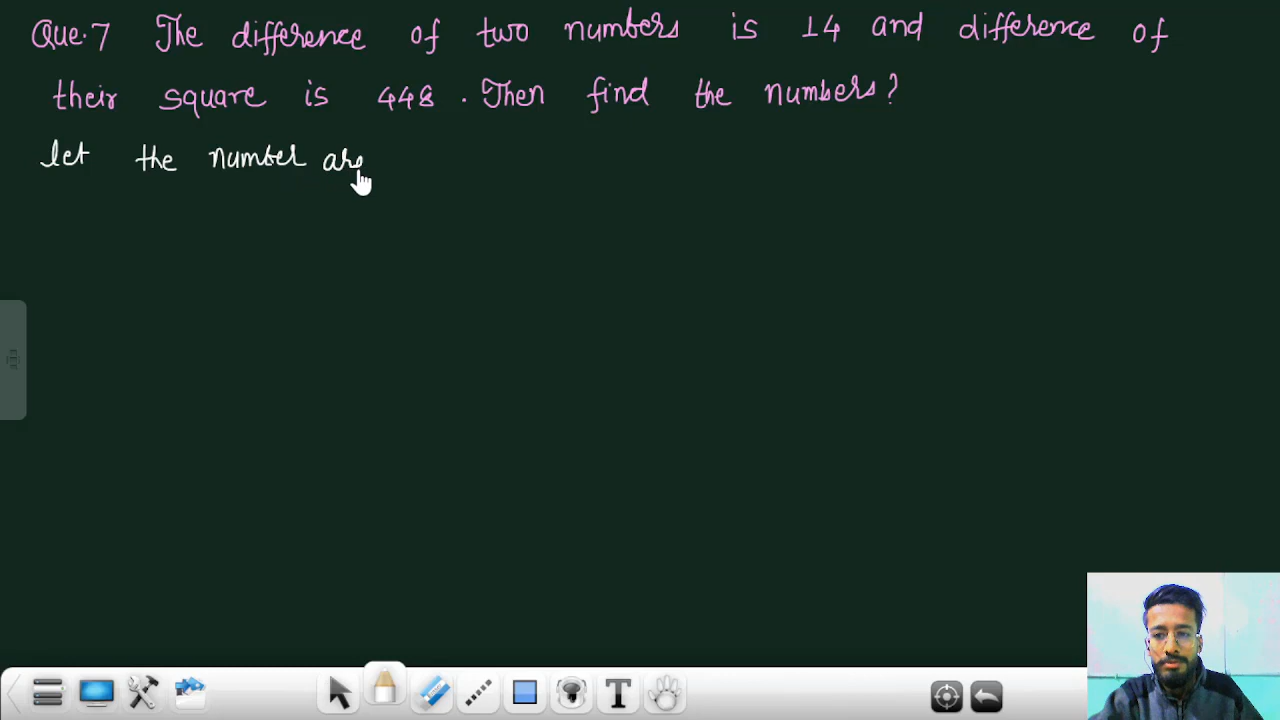 Que.7 The difference of two numbers is 14 and difference of
their square is 448 . Then find the numbers?
let the number are
T